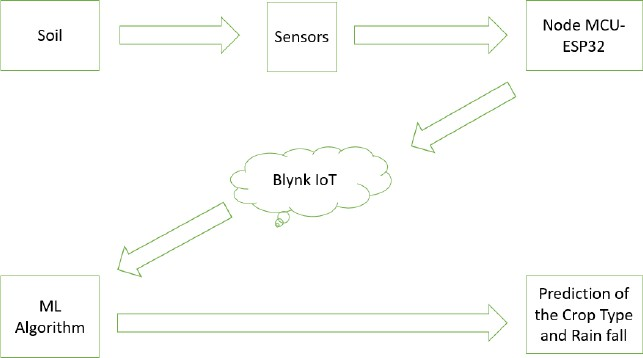 Soil
Sensors
Node MCU-
ESP32
Blynk IoT
ML
Algorithm
Prediction of
the Crop Type
and Rain fall